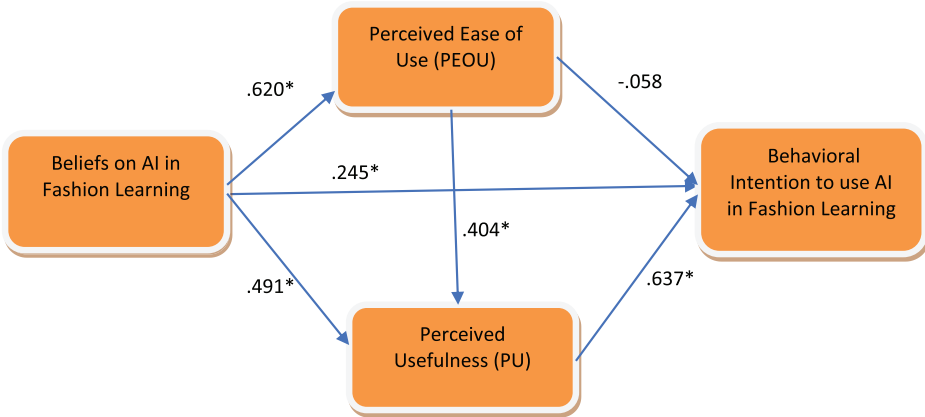 Perceived Ease of
Use (PEOU)
-.058
.620*
Beliefs on AI in
Fashion Learning
.245*
Behavioral
Intention to use AI
in Fashion Learning
.404*
.491*
.637*
Perceived
Usefulness (PU)